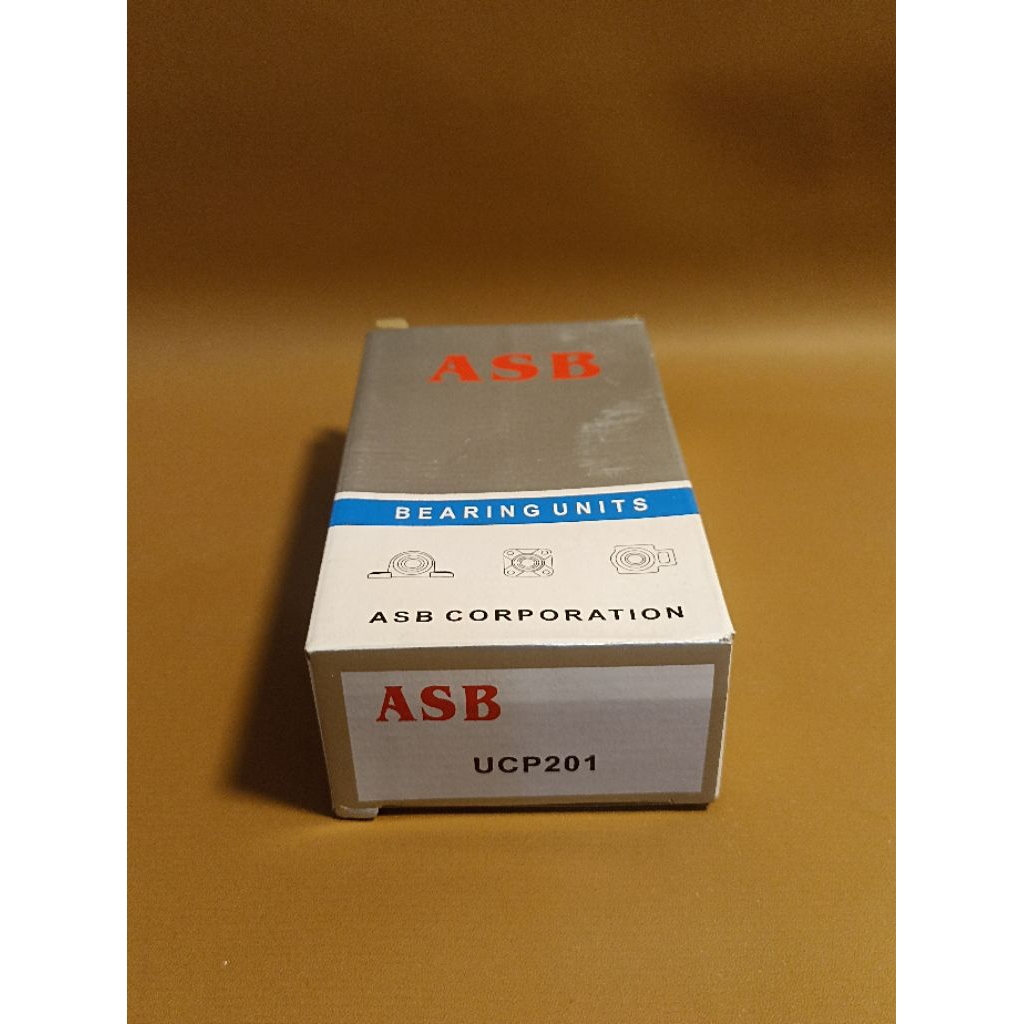 ASB
BEARING UNITS
ASB CORPORATION
ASB
UCP201